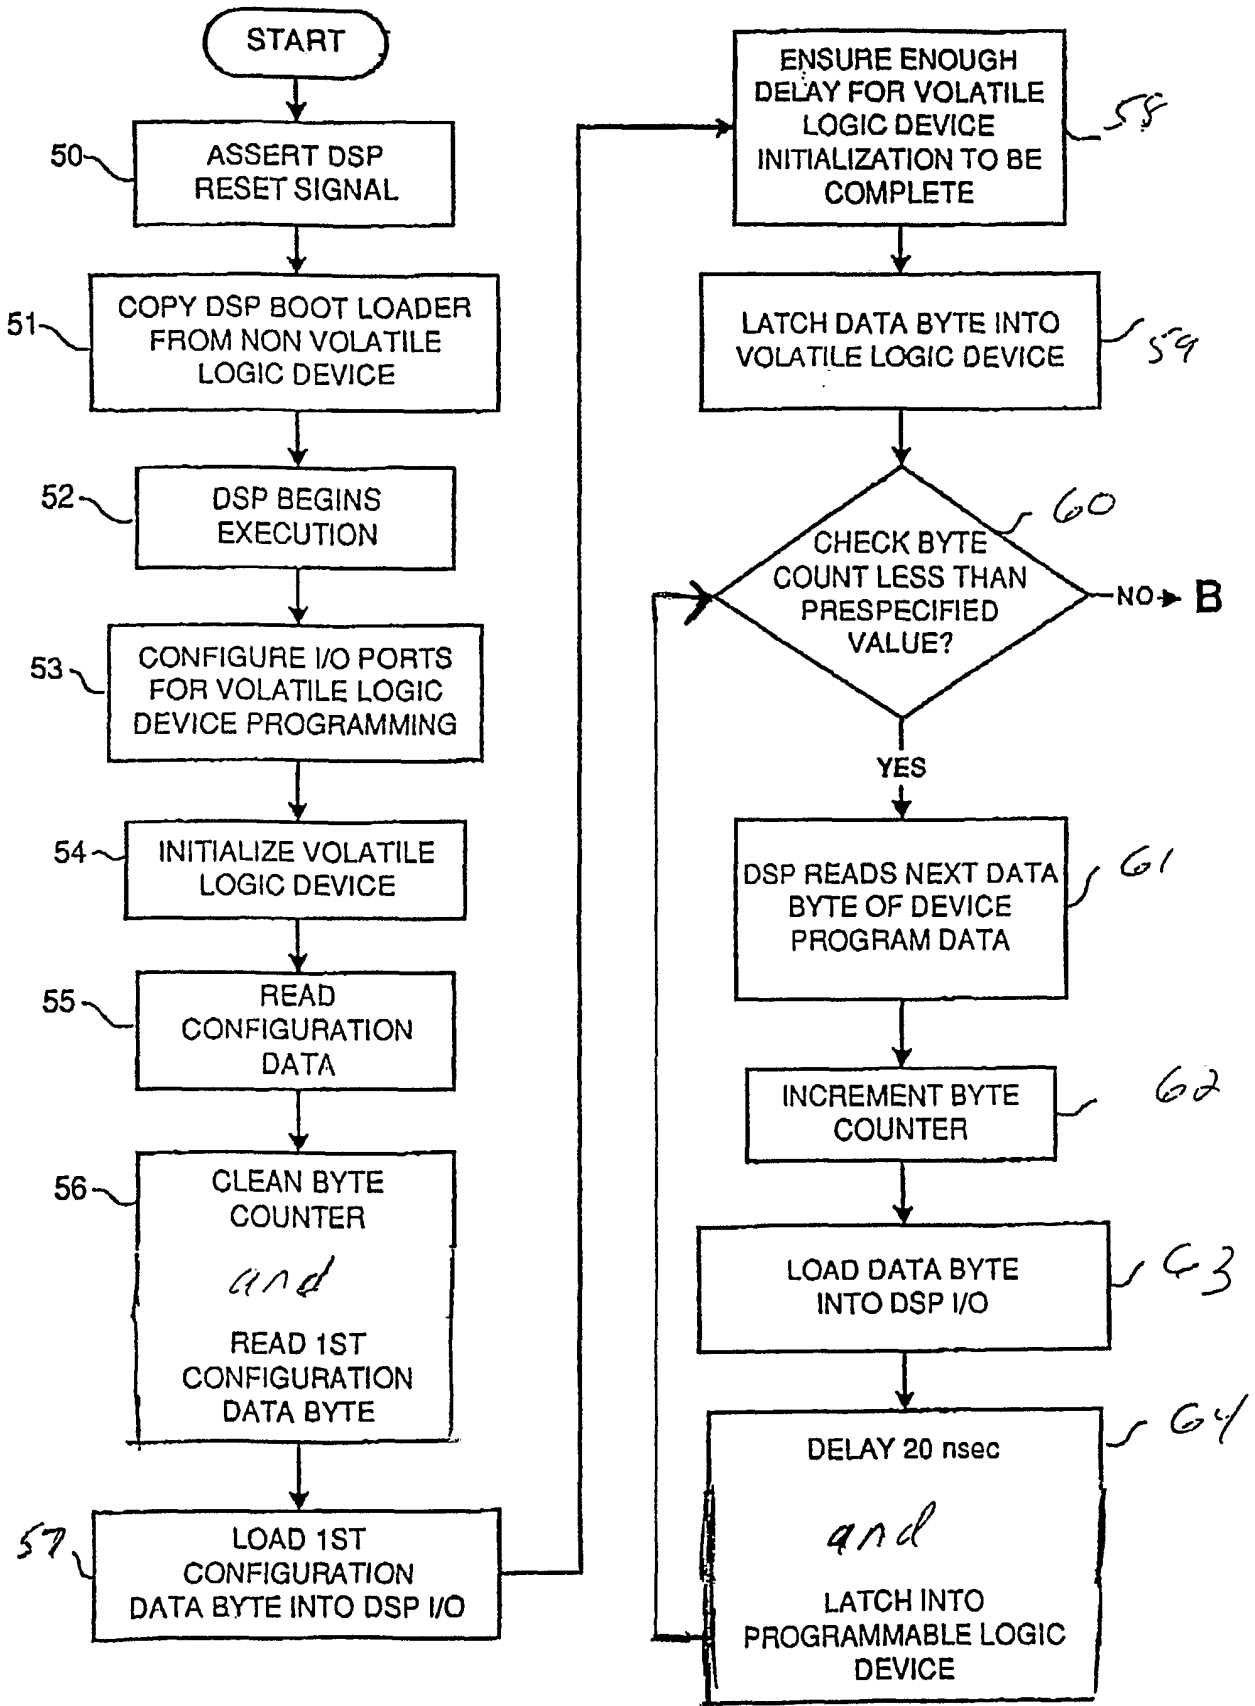 START
50
ASSERT DSP
RESET SIGNAL
51
COPY DSP BOOT LOADER
FROM NON VOLATILE
LOGIC DEVICE
52
DSP BEGINS
EXECUTION
53
CONFIGURE I/O PORTS
FOR VOLATILE LOGIC
DEVICE PROGRAMMING
54
INITIALIZE VOLATILE
LOGIC DEVICE
55
READ
CONFIGURATION
DATA
56
CLEAN BYTE
COUNTER
and
READ 1ST
CONFIGURATION
DATA BYTE
57
LOAD 1ST
CONFIGURATION
DATA BYTE INTO DSP I/O
ENSURE ENOUGH
DELAY FOR VOLATILE
LOGIC DEVICE
INITIALIZATION TO BE
COMPLETE
58
LATCH DATA BYTE INTO
VOLATILE LOGIC DEVICE
59
60
CHECK BYTE
COUNT LESS THAN
PRESPECIFIED
VALUE?
NO
B
YES
DSP READS NEXT DATA
BYTE OF DEVICE
PROGRAM DATA
61
INCREMENT BYTE
COUNTER
62
LOAD DATA BYTE
INTO DSP I/O
63
DELAY 20 nsec
and
LATCH INTO
PROGRAMMABLE LOGIC
DEVICE
64